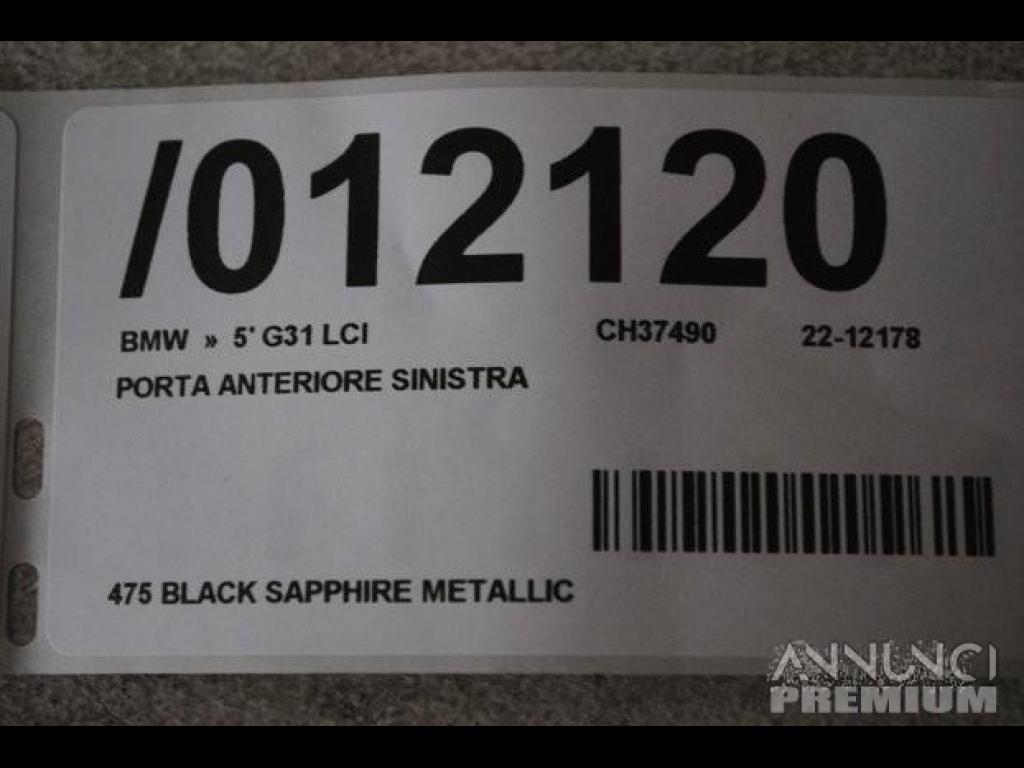 /012120
BMW » 5' G31 LCI CH37490 22-12178
PORTA ANTERIORE SINISTRA
475 BLACK SAPPHIRE METALLIC
ANNUNCI
PREMIUM